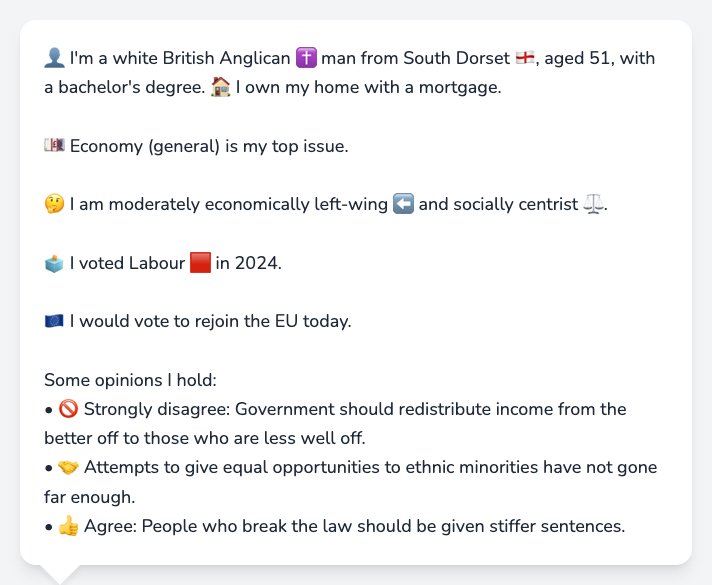 👤 I'm a white British Anglican ✝️ man from South Dorset 🏴󠁧󠁢󠁥󠁮󠁧󠁿, aged 51, with
a bachelor's degree. 🏠 I own my home with a mortgage.
💷 Economy (general) is my top issue.
🤔 I am moderately economically left-wing ⬅️ and socially centrist ⚖️.
🗳️ I voted Labour 🟥 in 2024.
🇪🇺 I would vote to rejoin the EU today.
Some opinions I hold:
• 🚫 Strongly disagree: Government should redistribute income from the
better off to those who are less well off.
• 🤝 Attempts to give equal opportunities to ethnic minorities have not gone
far enough.
• 👍 Agree: People who break the law should be given stiffer sentences.